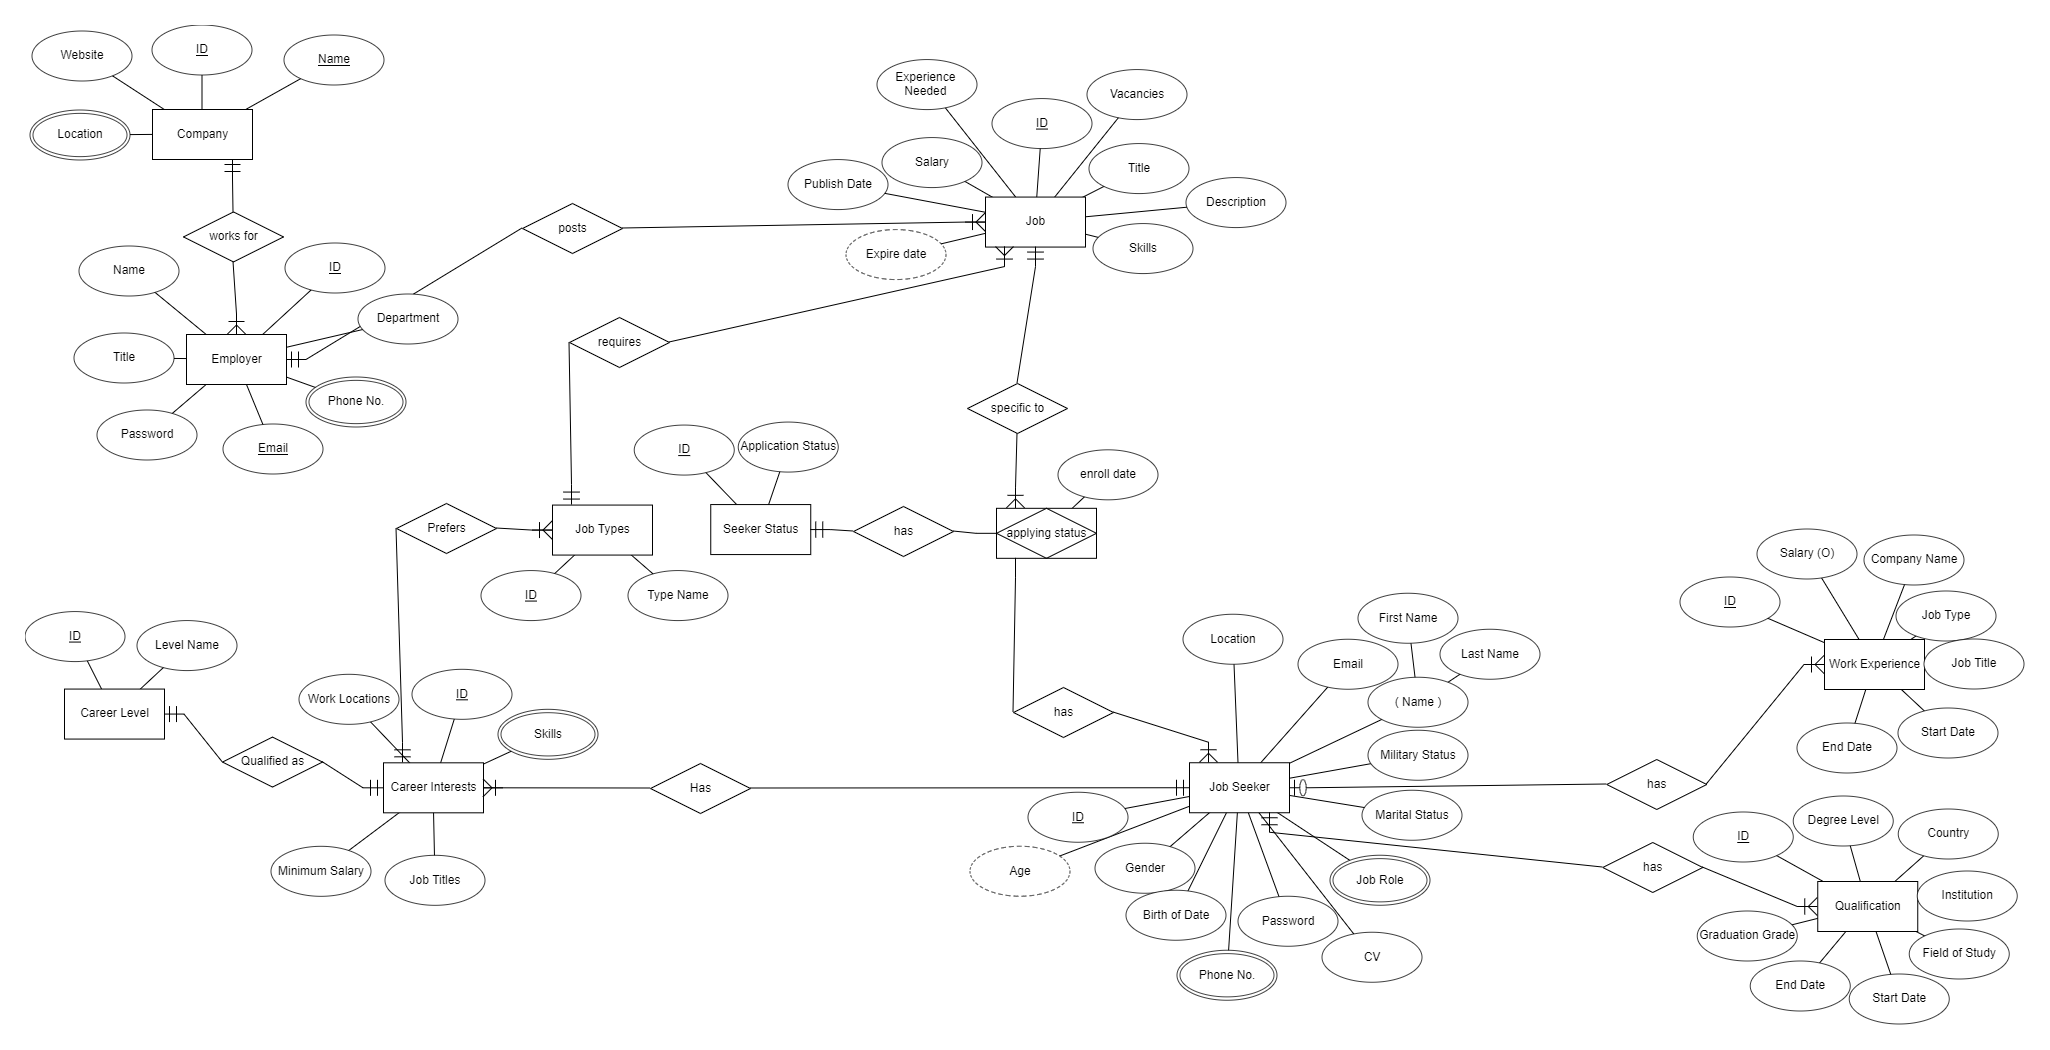 Website
ID
Name
Location
Company
works for
Name
ID
Department
Title
Employer
Phone No.
Password
Email
posts
Experience
Needed
ID
Vacancies
Salary
Title
Publish Date
Description
Job
Expire date
Skills
requires
specific to
ID
Application Status
enroll date
Prefers
Job Types
Seeker Status
has
applying status
ID
Type Name
ID
Level Name
Career Level
Work Locations
ID
Skills
Qualified as
Career Interests
Minimum Salary
Job Titles
Has
has
Location
Email
First Name
Last Name
( Name )
Military Status
Job Seeker
Marital Status
ID
Age
Gender
Birth of Date
Phone No.
Password
CV
Job Role
Salary (O)
Company Name
ID
Job Type
Work Experience
Job Title
End Date
Start Date
has
has
ID
Degree Level
Country
Institution
Qualification
Graduation Grade
Field of Study
End Date
Start Date